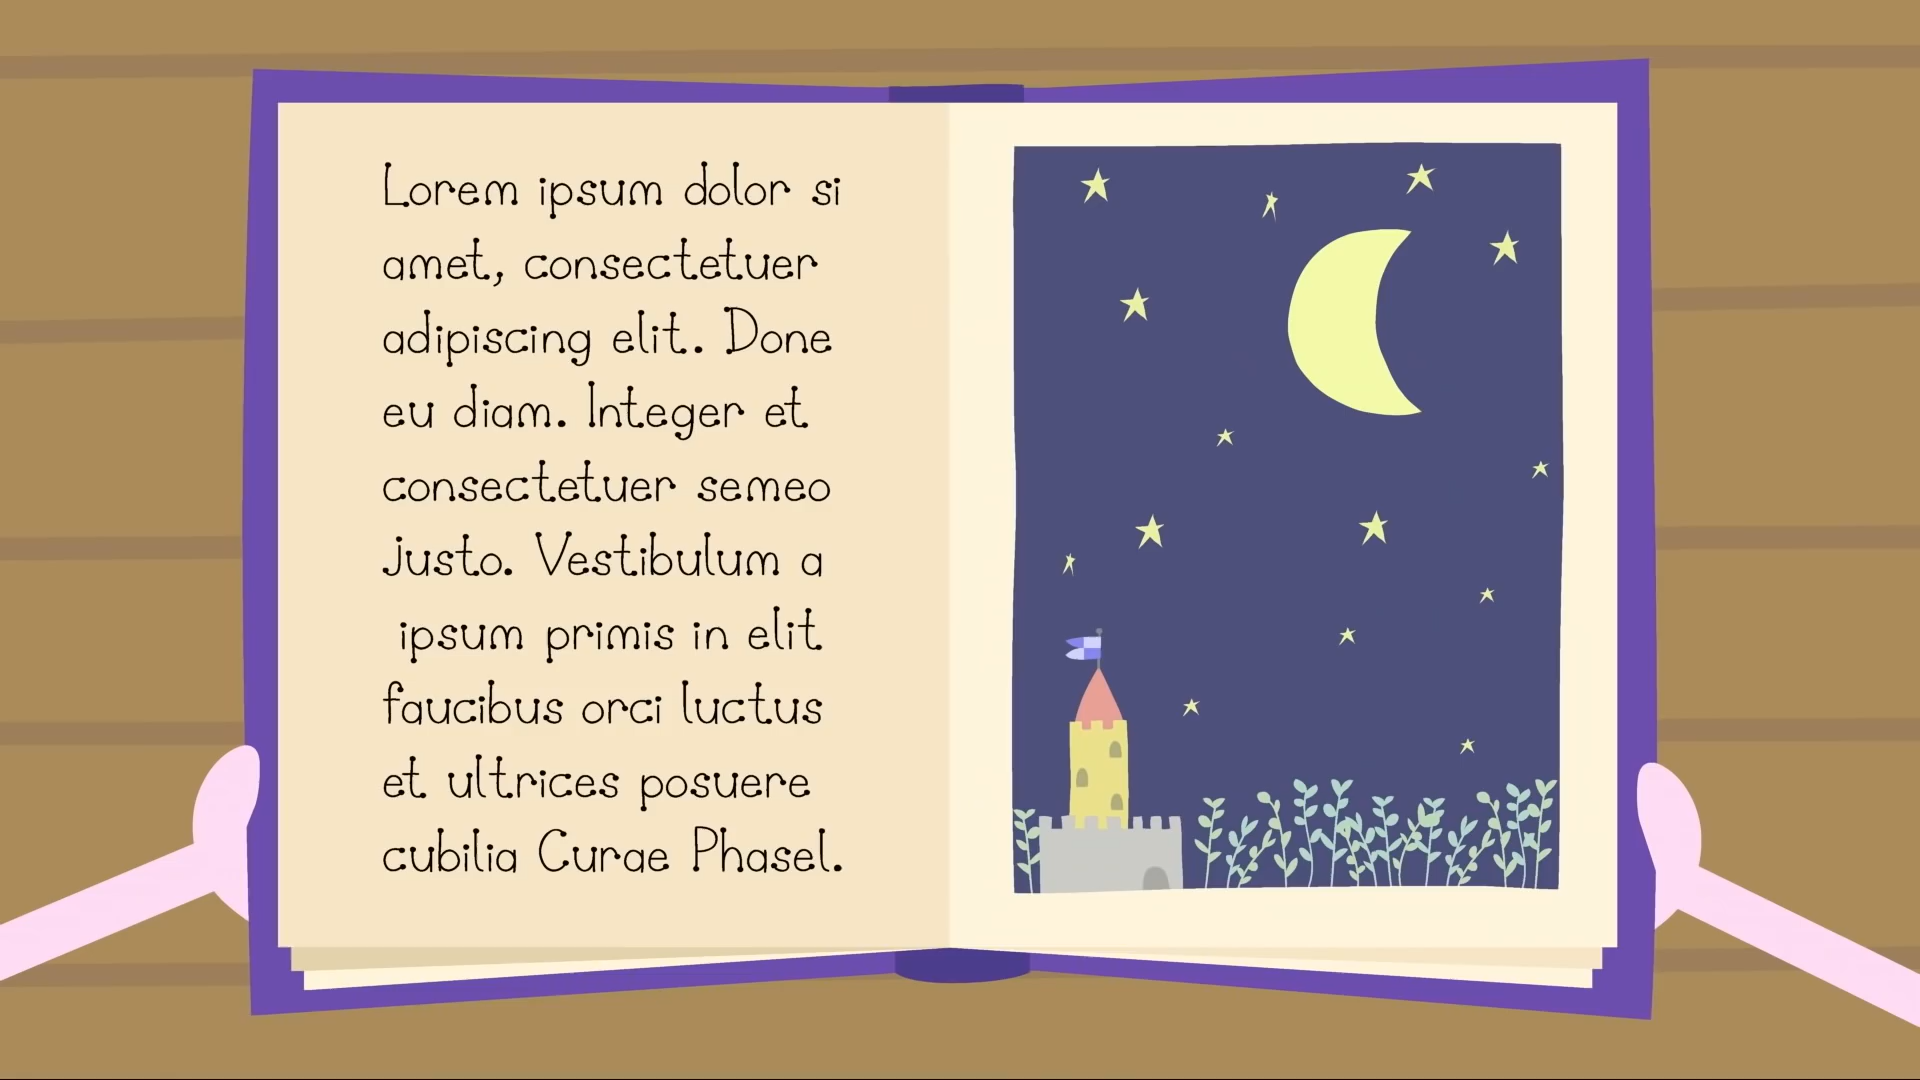 Lorem ipsum dolor si
amet, consectetuer
adipiscing elit. Done
eu diam. Integer et
consectetuer semeo
justo. Vestibulum a
ipsum primis in elit
faucibus orci luctus
et ultrices posuere
cubilia Curae Phasel.